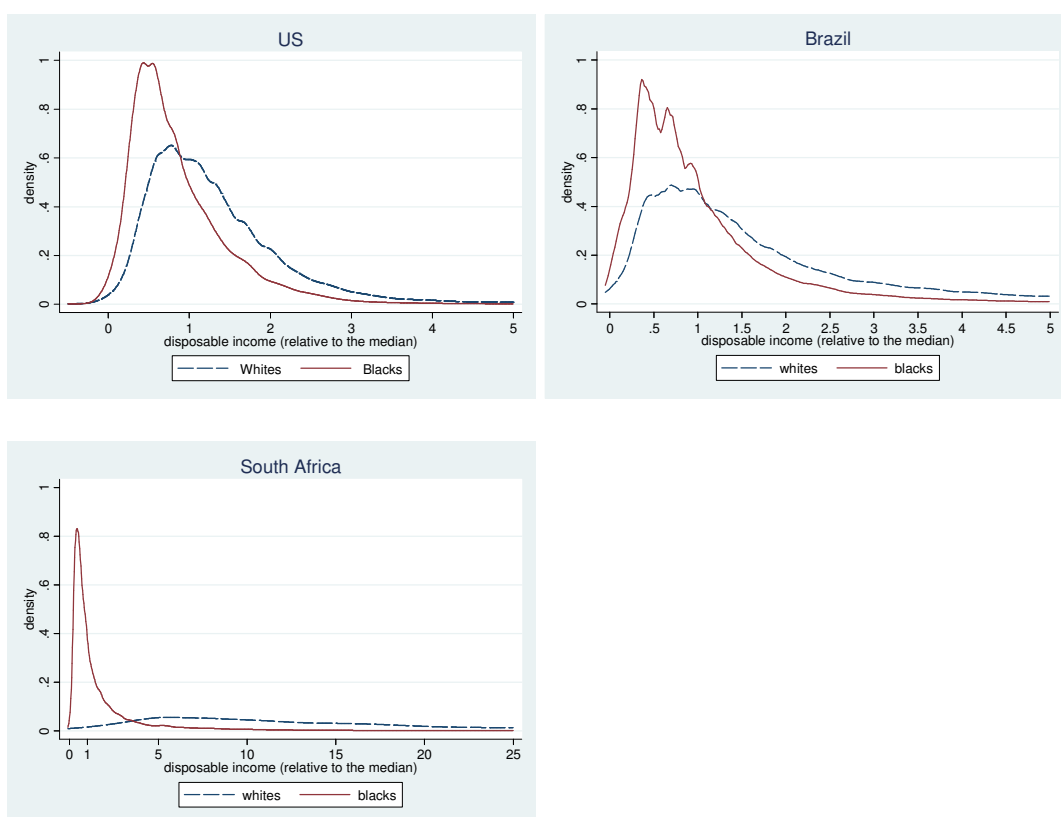 US
1
.8
.6
.4
.2
0
density
0 1 2 3 4 5
disposable income (relative to the median)
Whites Blacks
Brazil
1
.8
.6
.4
.2
0
density
0 .5 1 1.5 2 2.5 3 3.5 4 4.5 5
disposable income (relative to the median)
whites blacks
South Africa
1
.8
.6
.4
.2
0
density
0 1 5 10 15 20 25
disposable income (relative to the median)
whites blacks